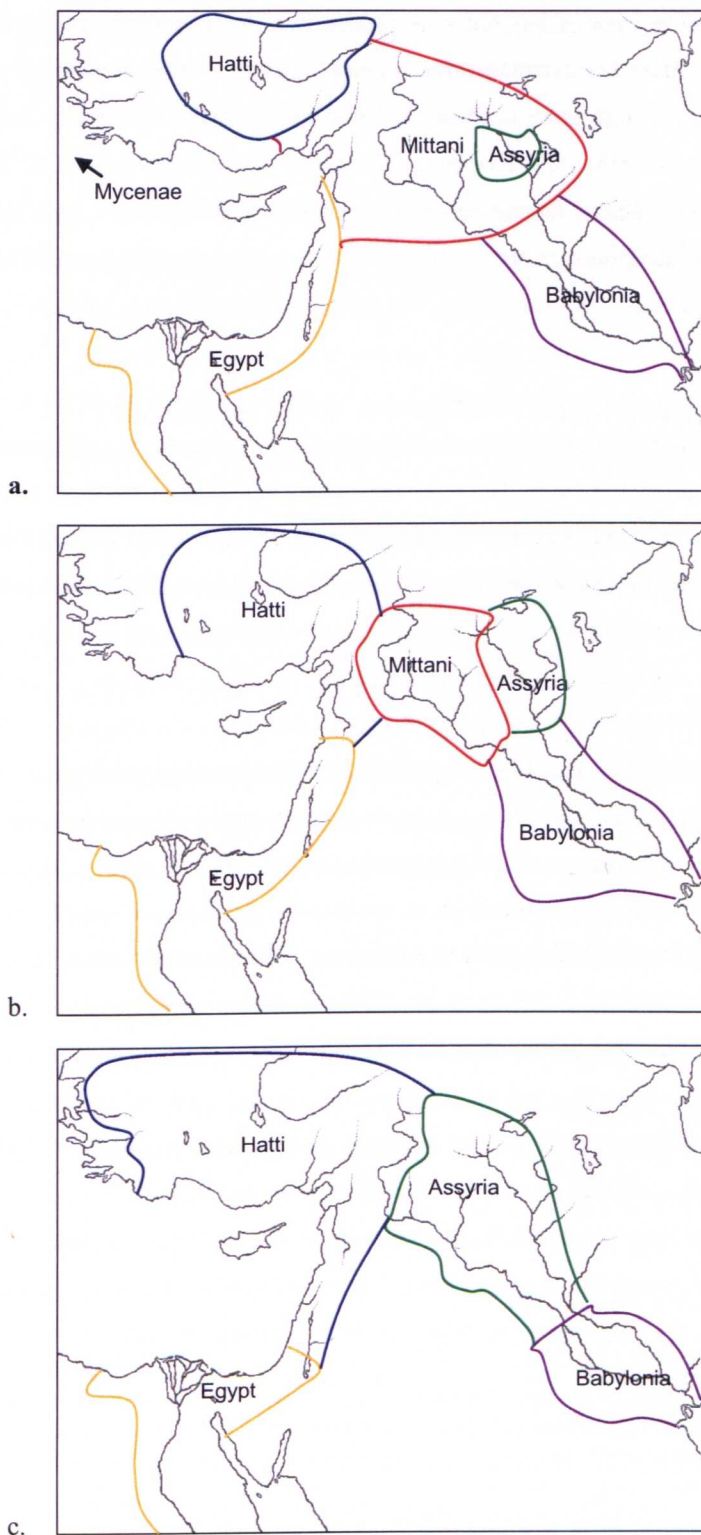 Hatti
Mittani
Assyria
Mycenae
Babylonia
Egypt
a.
Hatti
Mittani
Assyria
Babylonia
Egypt
b.
Hatti
Assyria
Egypt
Babylonia
c.